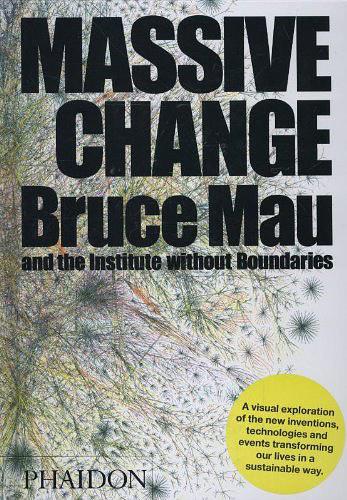 MASSIVE
CHANGE
Bruce Mau
and the Institute without Boundaries
A visual exploration
of the new inventions,
technologies and
events transforming
our lives in a
sustainable way.
PHAIDON